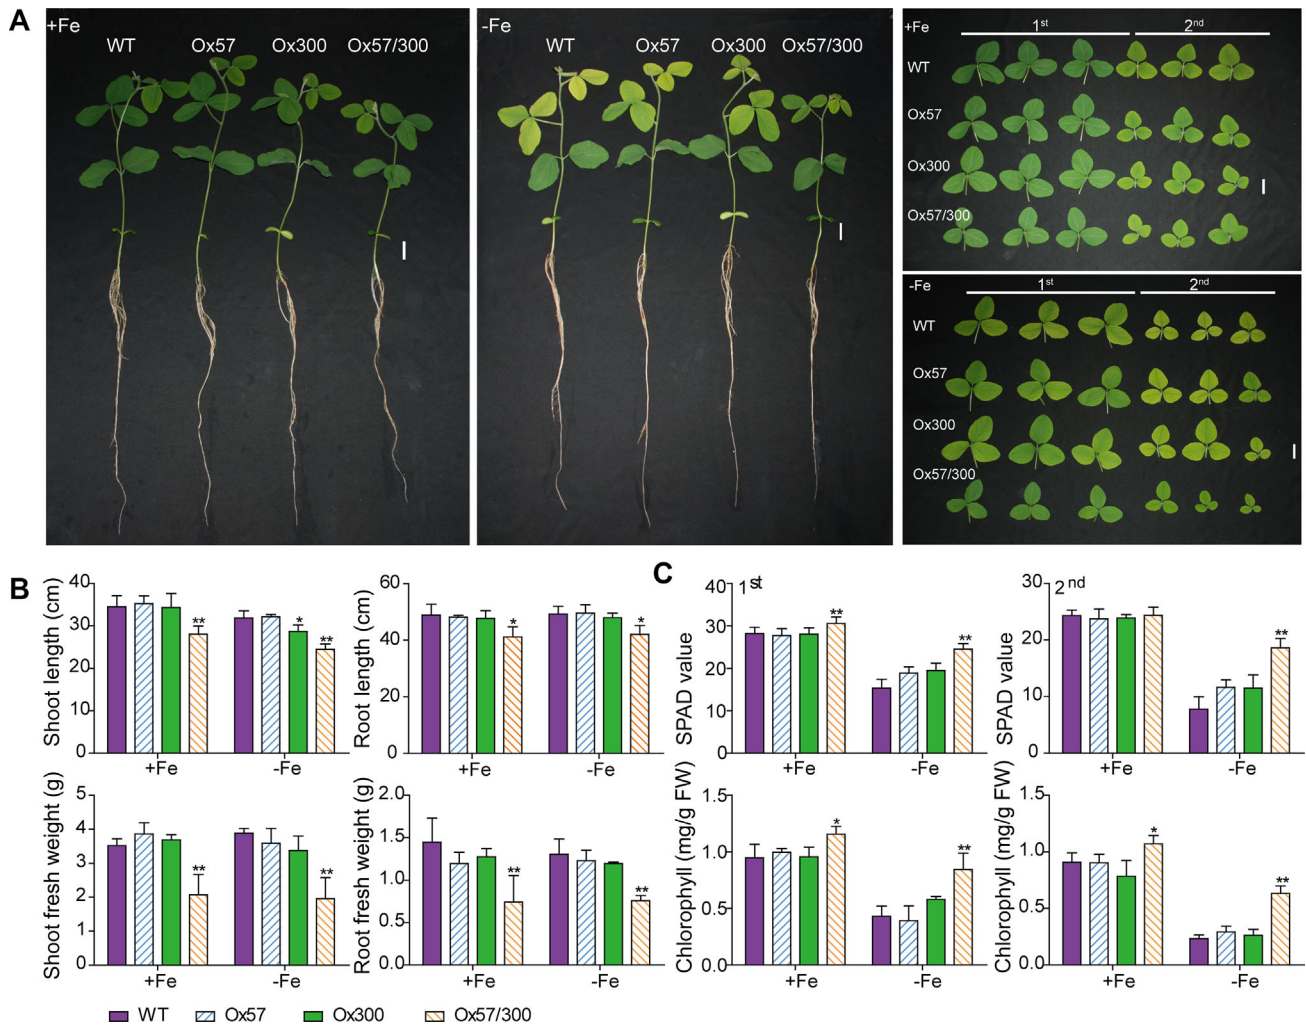 A
+Fe
WT Ox57 Ox300 Ox57/300
-Fe
WT Ox57 Ox300 Ox57/300
+Fe 1st 2nd
WT
Ox57
Ox300
Ox57/300
-Fe 1st 2nd
WT
Ox57
Ox300
Ox57/300
B
Shoot length (cm)
40
30
20
10
0
** * **
+Fe -Fe
Root length (cm)
60
40
20
0
* *
+Fe -Fe
Shoot fresh weight (g)
5
4
3
2
1
0
** **
+Fe -Fe
Root fresh weight (g)
2.0
1.5
1.0
0.5
0.0
** **
+Fe -Fe
C
1st
SPAD value
40
30
20
10
0
** **
+Fe -Fe
2nd
SPAD value
30
20
10
0
**
+Fe -Fe
Chlorophyll (mg/g FW)
1.5
1.0
0.5
0.0
* **
+Fe -Fe
Chlorophyll (mg/g FW)
1.5
1.0
0.5
0.0
* **
+Fe -Fe
WT Ox57 Ox300 Ox57/300